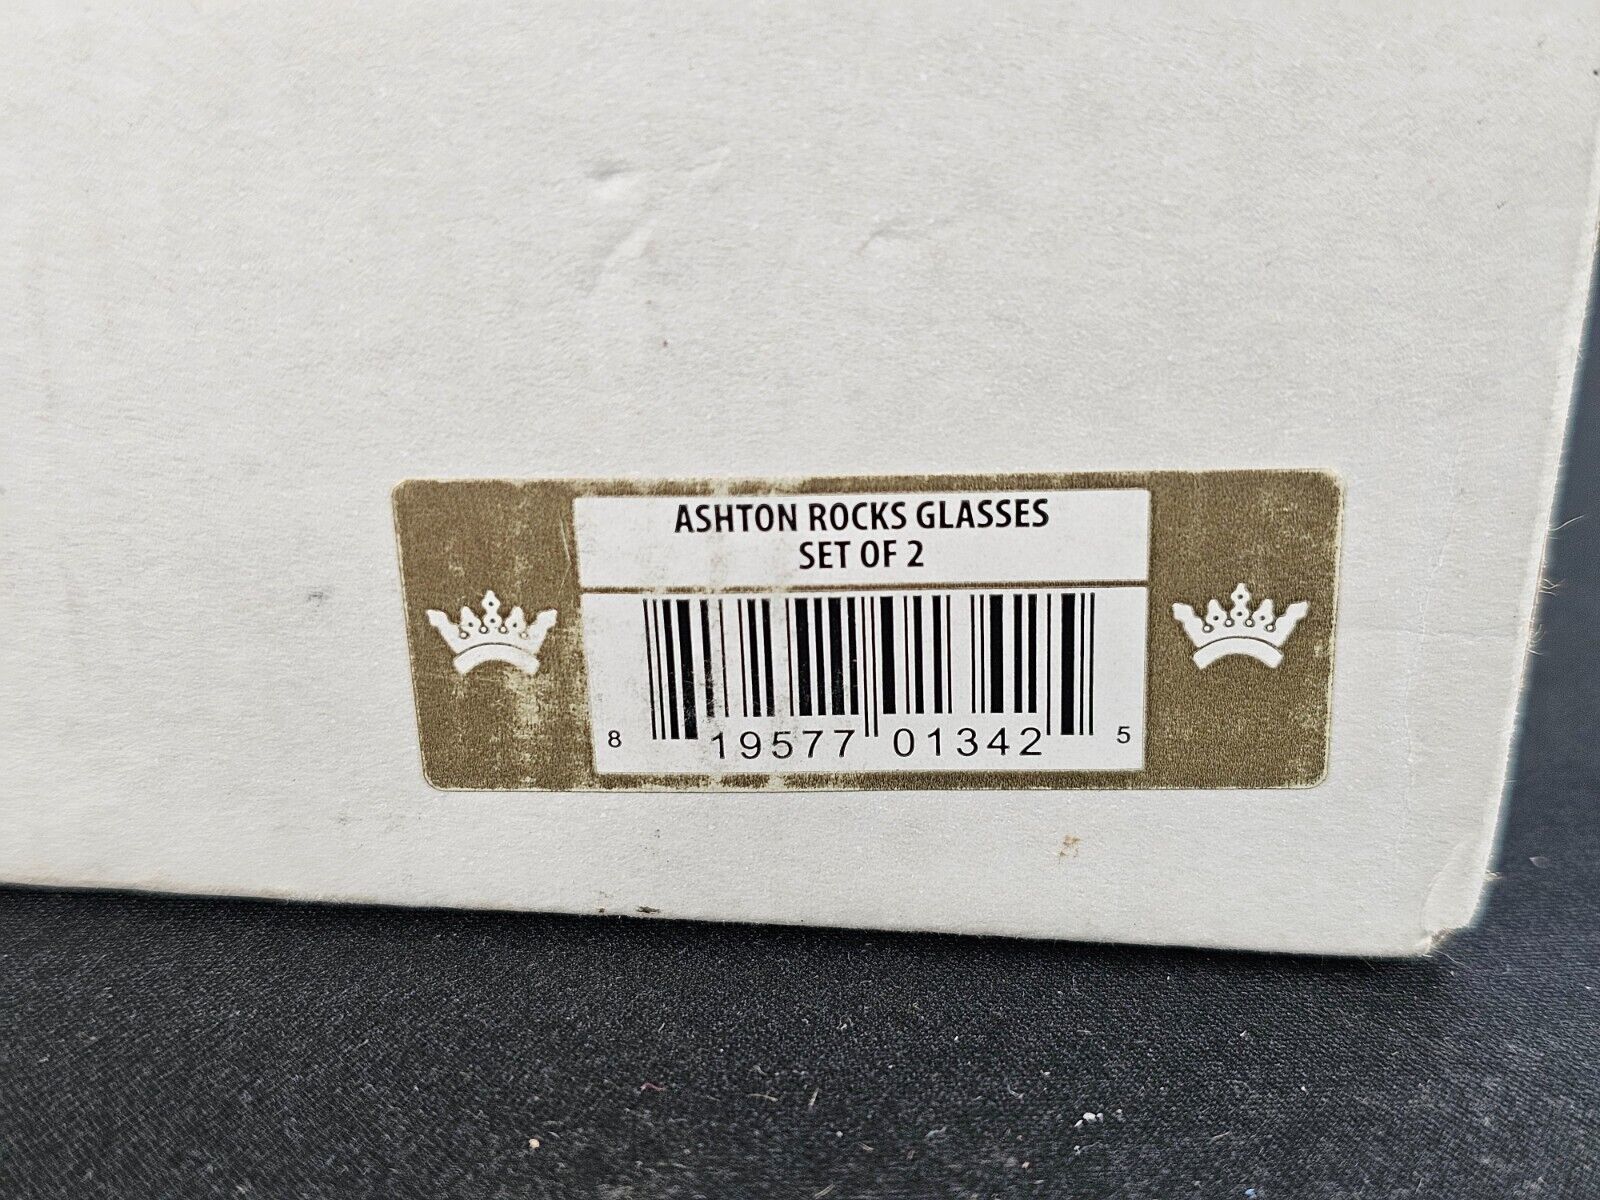 ASHTON ROCKS GLASSES
SET OF 2
8 19577 01342 5